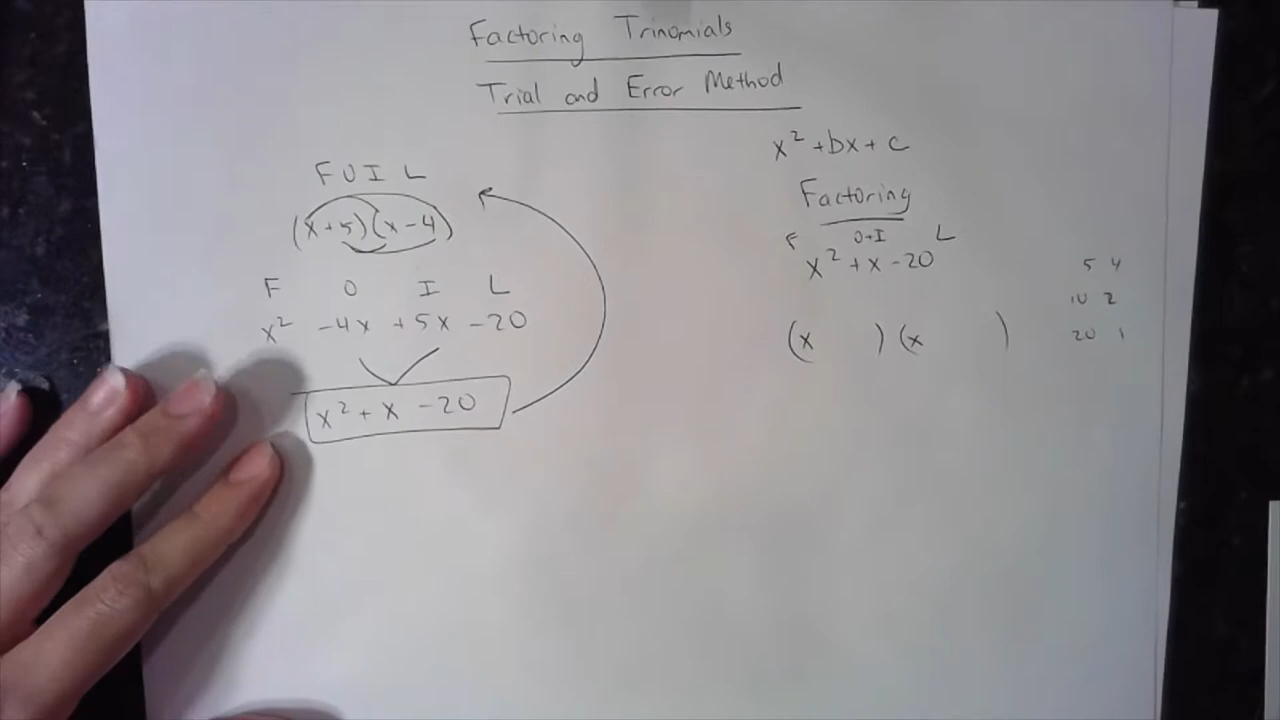 Factoring Trinomials
Trial and Error Method
F O I L
(x+5)(x-4)
F O I L
x² -4x +5x -20
x² + x -20
x² + bx + c
Factoring
F O+I L
x² + x - 20
(x )(x )
5 4
10 2
20 1